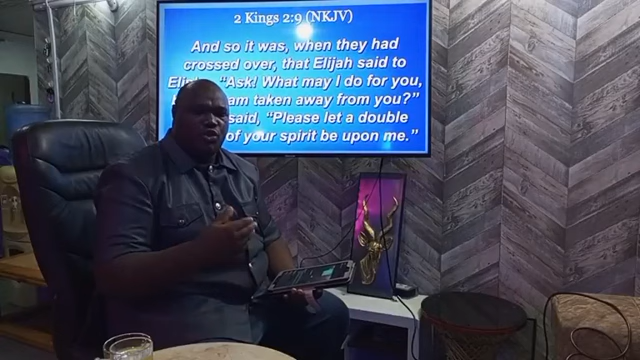 2 Kings 2:9 (NKJV)
And so it was, when they had
crossed over, that Elijah said to
“Ask! What may I do for you,
am taken away from you?”
said, “Please let a double
of your spirit be upon me.”